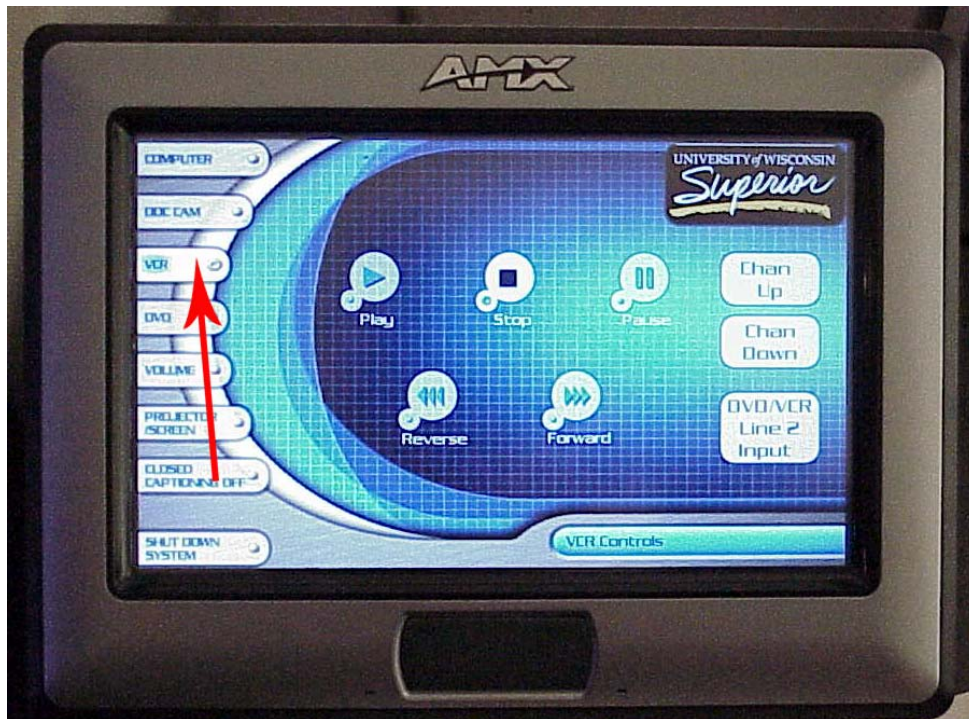 AMX
COMPUTER
DOC CAM
VCR
DVD
VOLUME
PROJECTOR
/SCREEN
CLOSED
CAPTIONING OFF
SHUT DOWN
SYSTEM
UNIVERSITY of WISCONSIN
Superior
Play
Stop
Pause
Reverse
Forward
Chan
Up
Chan
Down
DVD/VCR
Line 2
Input
VCR Controls